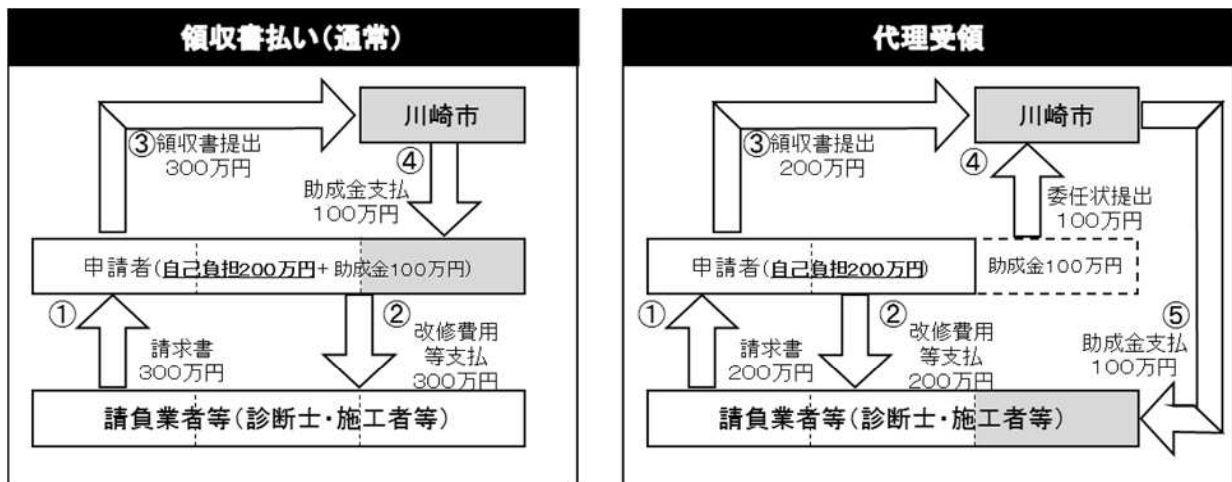 領収書払い(通常)
川崎市
③領収書提出
300万円
④
助成金支払
100万円
申請者(自己負担200万円+助成金100万円)
①
請求書
300万円
②
改修費用
等支払
300万円
請負業者等(診断士・施工者等)
代理受領
川崎市
③領収書提出
200万円
④
委任状提出
100万円
申請者(自己負担200万円)
助成金100万円
①
請求書
200万円
②
改修費用
等支払
200万円
⑤
助成金支払
100万円
請負業者等(診断士・施工者等)